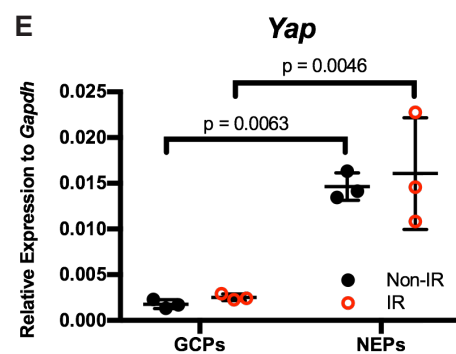 E
Yap
p = 0.0046
p = 0.0063
Relative Expression to Gapdh
0.025
0.020
0.015
0.010
0.005
0.000
Non-IR
IR
GCPs
NEPs